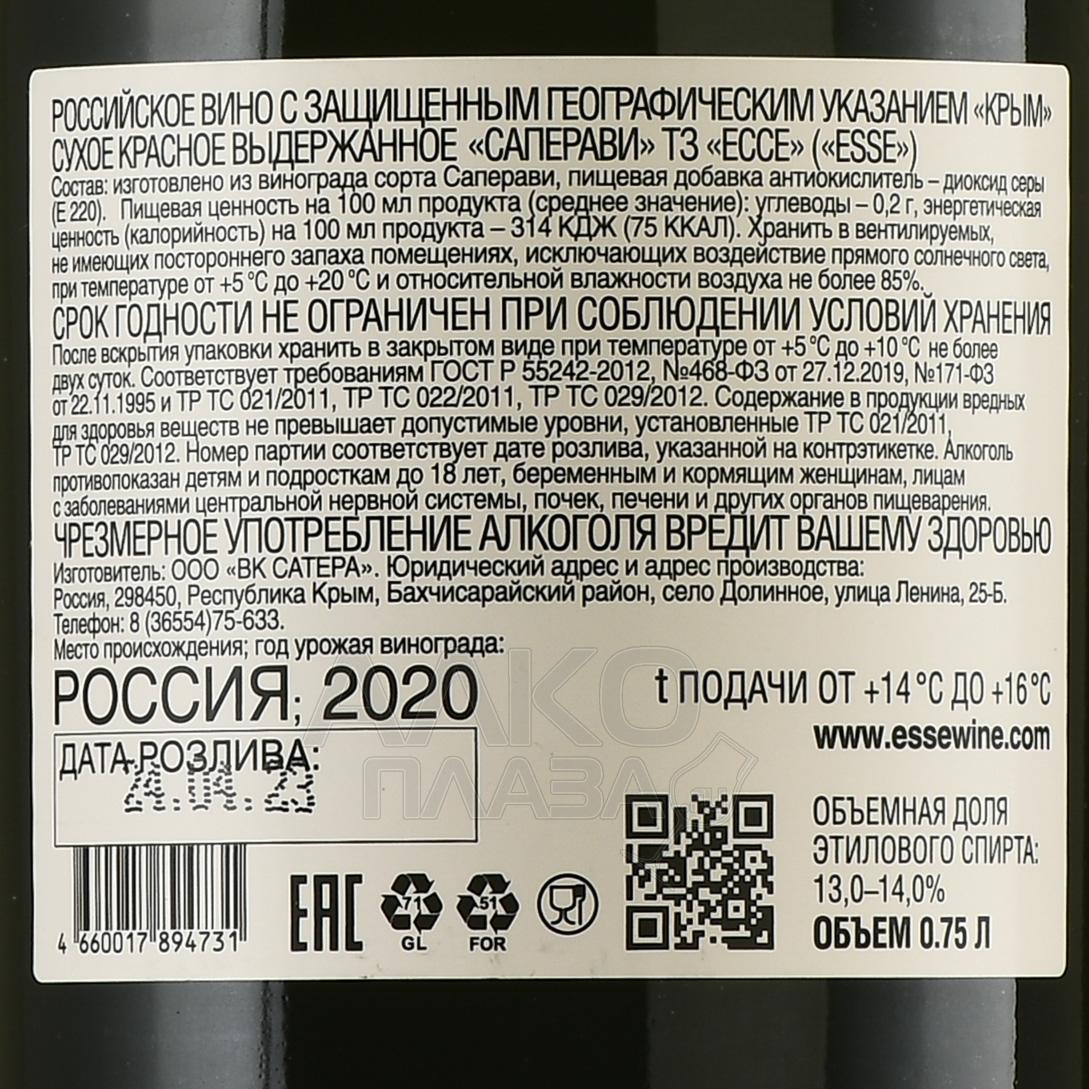 РОССИЙСКОЕ ВИНО С ЗАЩИЩЕННЫМ ГЕОГРАФИЧЕСКИМ УКАЗАНИЕМ «КРЫМ»
СУХОЕ КРАСНОЕ ВЫДЕРЖАННОЕ «САПЕРАВИ» ТЗ «ЕССЕ» («ESSE»)
Состав: изготовлено из винограда сорта Саперави, пищевая добавка антиокислитель – диоксид серы
(Е 220). Пищевая ценность на 100 мл продукта (среднее значение): углеводы – 0,2 г, энергетическая
ценность (калорийность) на 100 мл продукта – 314 КДЖ (75 ККАЛ). Хранить в вентилируемых,
не имеющих постороннего запаха помещениях, исключающих воздействие прямого солнечного света,
при температуре от +5 °С до +20 °С и относительной влажности воздуха не более 85%.
СРОК ГОДНОСТИ НЕ ОГРАНИЧЕН ПРИ СОБЛЮДЕНИИ УСЛОВИЙ ХРАНЕНИЯ
После вскрытия упаковки хранить в закрытом виде при температуре от +5 °С до +10 °С не более
двух суток. Соответствует требованиям ГОСТ Р 55242-2012, №468-ФЗ от 27.12.2019, №171-ФЗ
от 22.11.1995 и ТР ТС 021/2011, ТР ТС 022/2011, ТР ТС 029/2012. Содержание в продукции вредных
для здоровья веществ не превышает допустимые уровни, установленные ТР ТС 021/2011,
ТР ТС 029/2012. Номер партии соответствует дате розлива, указанной на контрэтикетке. Алкоголь
противопоказан детям и подросткам до 18 лет, беременным и кормящим женщинам, лицам
с заболеваниями центральной нервной системы, почек, печени и других органов пищеварения.
ЧРЕЗМЕРНОЕ УПОТРЕБЛЕНИЕ АЛКОГОЛЯ ВРЕДИТ ВАШЕМУ ЗДОРОВЬЮ
Изготовитель: ООО «ВК САТЕРА». Юридический адрес и адрес производства:
Россия, 298450, Республика Крым, Бахчисарайский район, село Долинное, улица Ленина, 25-Б.
Телефон: 8 (36554)75-633.
Место происхождения; год урожая винограда:
РОССИЯ; 2020
t ПОДАЧИ ОТ +14 °С ДО +16 °С
www.essewine.com
ДАТА РОЗЛИВА:
24.04.23
АЛКО
ПЛАЗА
.ru
ОБЪЕМНАЯ ДОЛЯ
ЭТИЛОВОГО СПИРТА:
13,0–14,0%
ОБЪЕМ 0.75 Л
4 660017 894731
EAC
71
GL
51
FOR